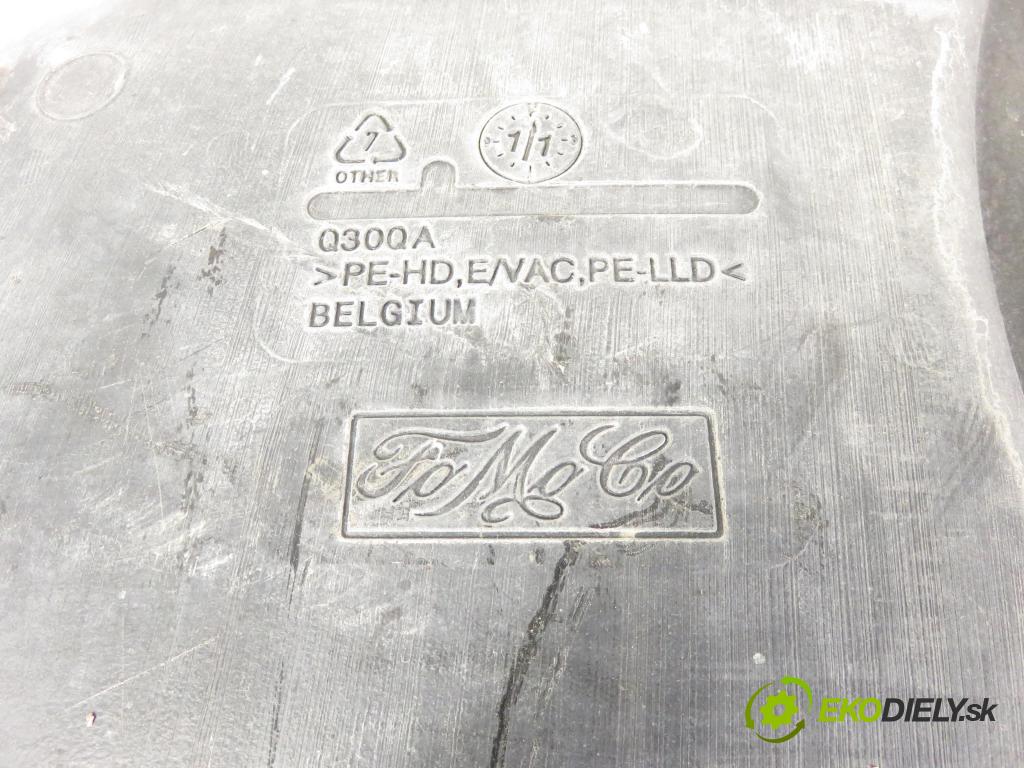 7
OTHER
1/1
Q30QA
>PE-HD,E/VAC,PE-LLD<
BELGIUM
FoMoCo
EKODIELY.sk